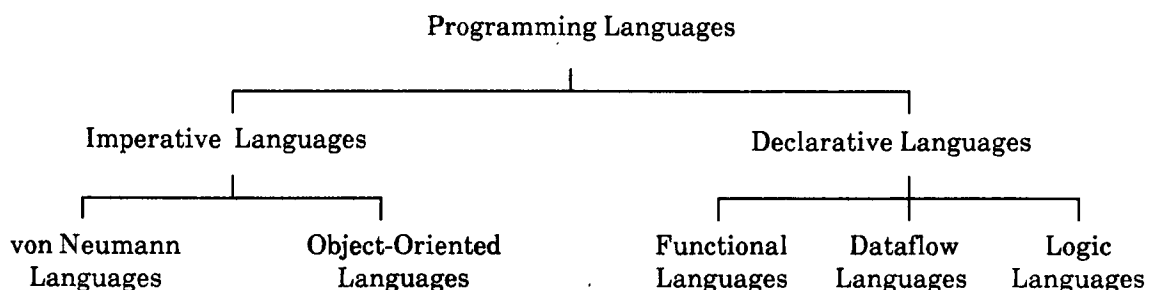 Programming Languages
Imperative Languages
Declarative Languages
von Neumann Languages
Object-Oriented Languages
Functional Languages
Dataflow Languages
Logic Languages